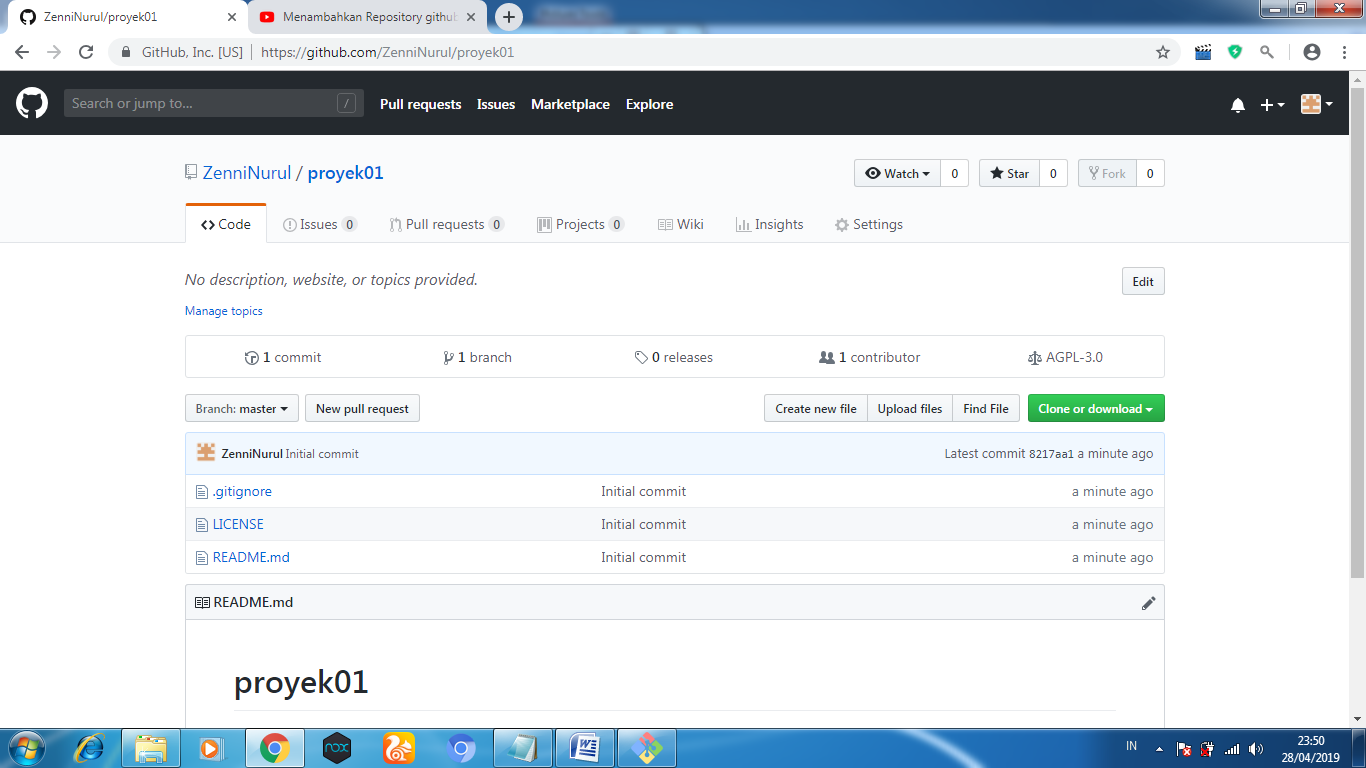 ZenniNurul/proyek01
Menambahkan Repository github
GitHub, Inc. [US] https://github.com/ZenniNurul/proyek01
Search or jump to... / Pull requests Issues Marketplace Explore
ZenniNurul / proyek01 Watch 0 Star 0 Fork 0
Code Issues 0 Pull requests 0 Projects 0 Wiki Insights Settings
No description, website, or topics provided. Edit
Manage topics
1 commit 1 branch 0 releases 1 contributor AGPL-3.0
Branch: master New pull request Create new file Upload files Find File Clone or download
ZenniNurul Initial commit Latest commit 8217aa1 a minute ago
.gitignore Initial commit a minute ago
LICENSE Initial commit a minute ago
README.md Initial commit a minute ago
README.md
proyek01
nox
IN 23:50
28/04/2019